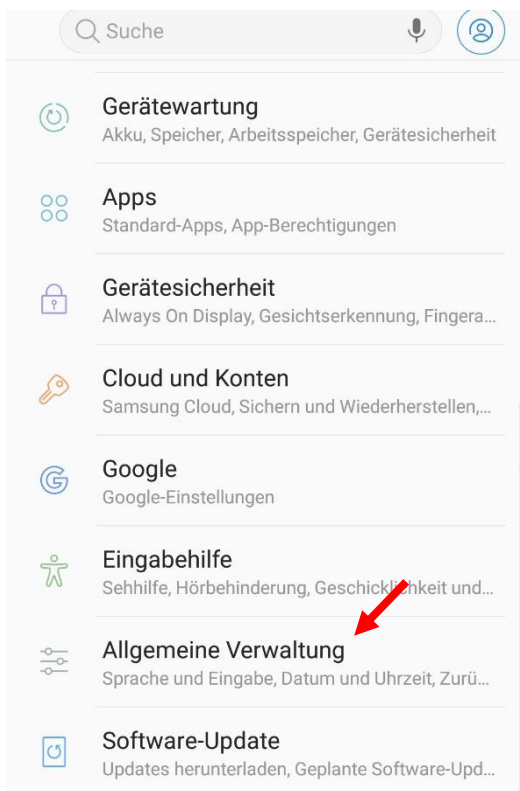 Suche
Gerätewartung
Akku, Speicher, Arbeitsspeicher, Gerätesicherheit
Apps
Standard-Apps, App-Berechtigungen
Gerätesicherheit
Always On Display, Gesichtserkennung, Fingera...
Cloud und Konten
Samsung Cloud, Sichern und Wiederherstellen,...
Google
Google-Einstellungen
Eingabehilfe
Sehhilfe, Hörbehinderung, Geschicklichkeit und...
Allgemeine Verwaltung
Sprache und Eingabe, Datum und Uhrzeit, Zurü...
Software-Update
Updates herunterladen, Geplante Software-Upd...